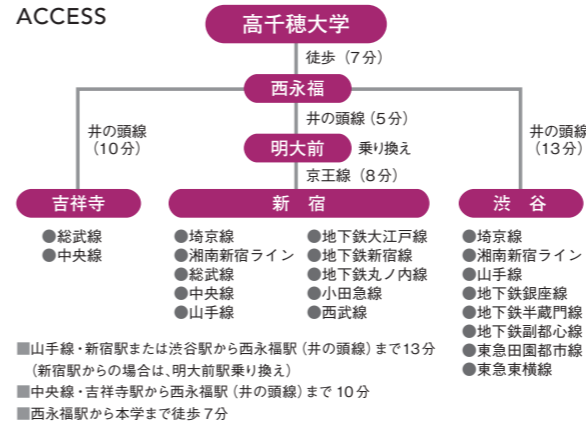 ACCESS
高千穂大学
徒歩（7分）
西永福
井の頭線
（10分）
井の頭線（5分）
井の頭線
（13分）
明大前
乗り換え
京王線（8分）
吉祥寺
●総武線
●中央線
新 宿
●埼京線
●湘南新宿ライン
●総武線
●中央線
●山手線
●地下鉄大江戸線
●地下鉄新宿線
●地下鉄丸ノ内線
●小田急線
●西武線
渋 谷
●埼京線
●湘南新宿ライン
●山手線
●地下鉄銀座線
●地下鉄半蔵門線
●地下鉄副都心線
●東急田園都市線
●東急東横線
■山手線・新宿駅または渋谷駅から西永福駅（井の頭線）まで13分
（新宿駅からの場合は、明大前駅乗り換え）
■中央線・吉祥寺駅から西永福駅（井の頭線）まで 10分
■西永福駅から本学まで徒歩 7分